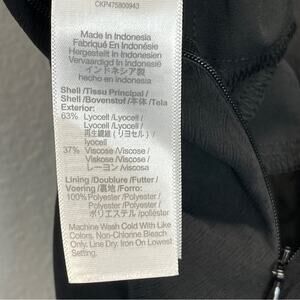 CKP475800943
Made In Indonesia
Fabriqué En Indonésie
Hergestellt In Indonesien
Vervaardigd In Indonesië
インドネシア製
hecho en Indonesia
Shell /Tissu Principal /
Shell /Bovenstof /本体 /Tela
Exterior:
63% Lyocell /Lyocell /
Lyocell /Lyocell /
再生繊維 (リヨセル) /
lyocell
37% Viscose /Viscose /
Viskose /Viscose /
レーヨン /Viscosa
Lining /Doublure /Futter /
Voering /裏地 /Forro:
100% Polyester /Polyester /
Polyester /Polyester /
ポリエステル /poliéster
Machine Wash Cold With Like
Colors. Non-Chlorine Bleach
Only. Line Dry. Iron On Lowest
Setting.